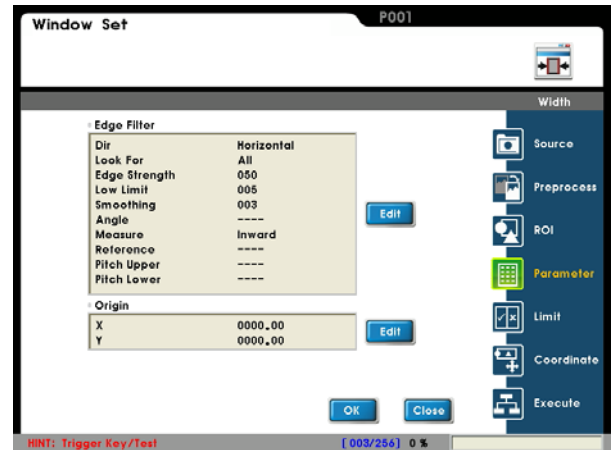 Window Set
P001
Width
Edge Filter
Dir Horizontal
Look For All
Edge Strength 050
Low Limit 005
Smoothing 003
Angle ----
Measure Inward
Reference ----
Pitch Upper ----
Pitch Lower ----
Edit
Origin
X 0000.00
Y 0000.00
Edit
OK Close
Source
Preprocess
ROI
Parameter
Limit
Coordinate
Execute
HINT: Trigger Key/Test [003/256] 0 %